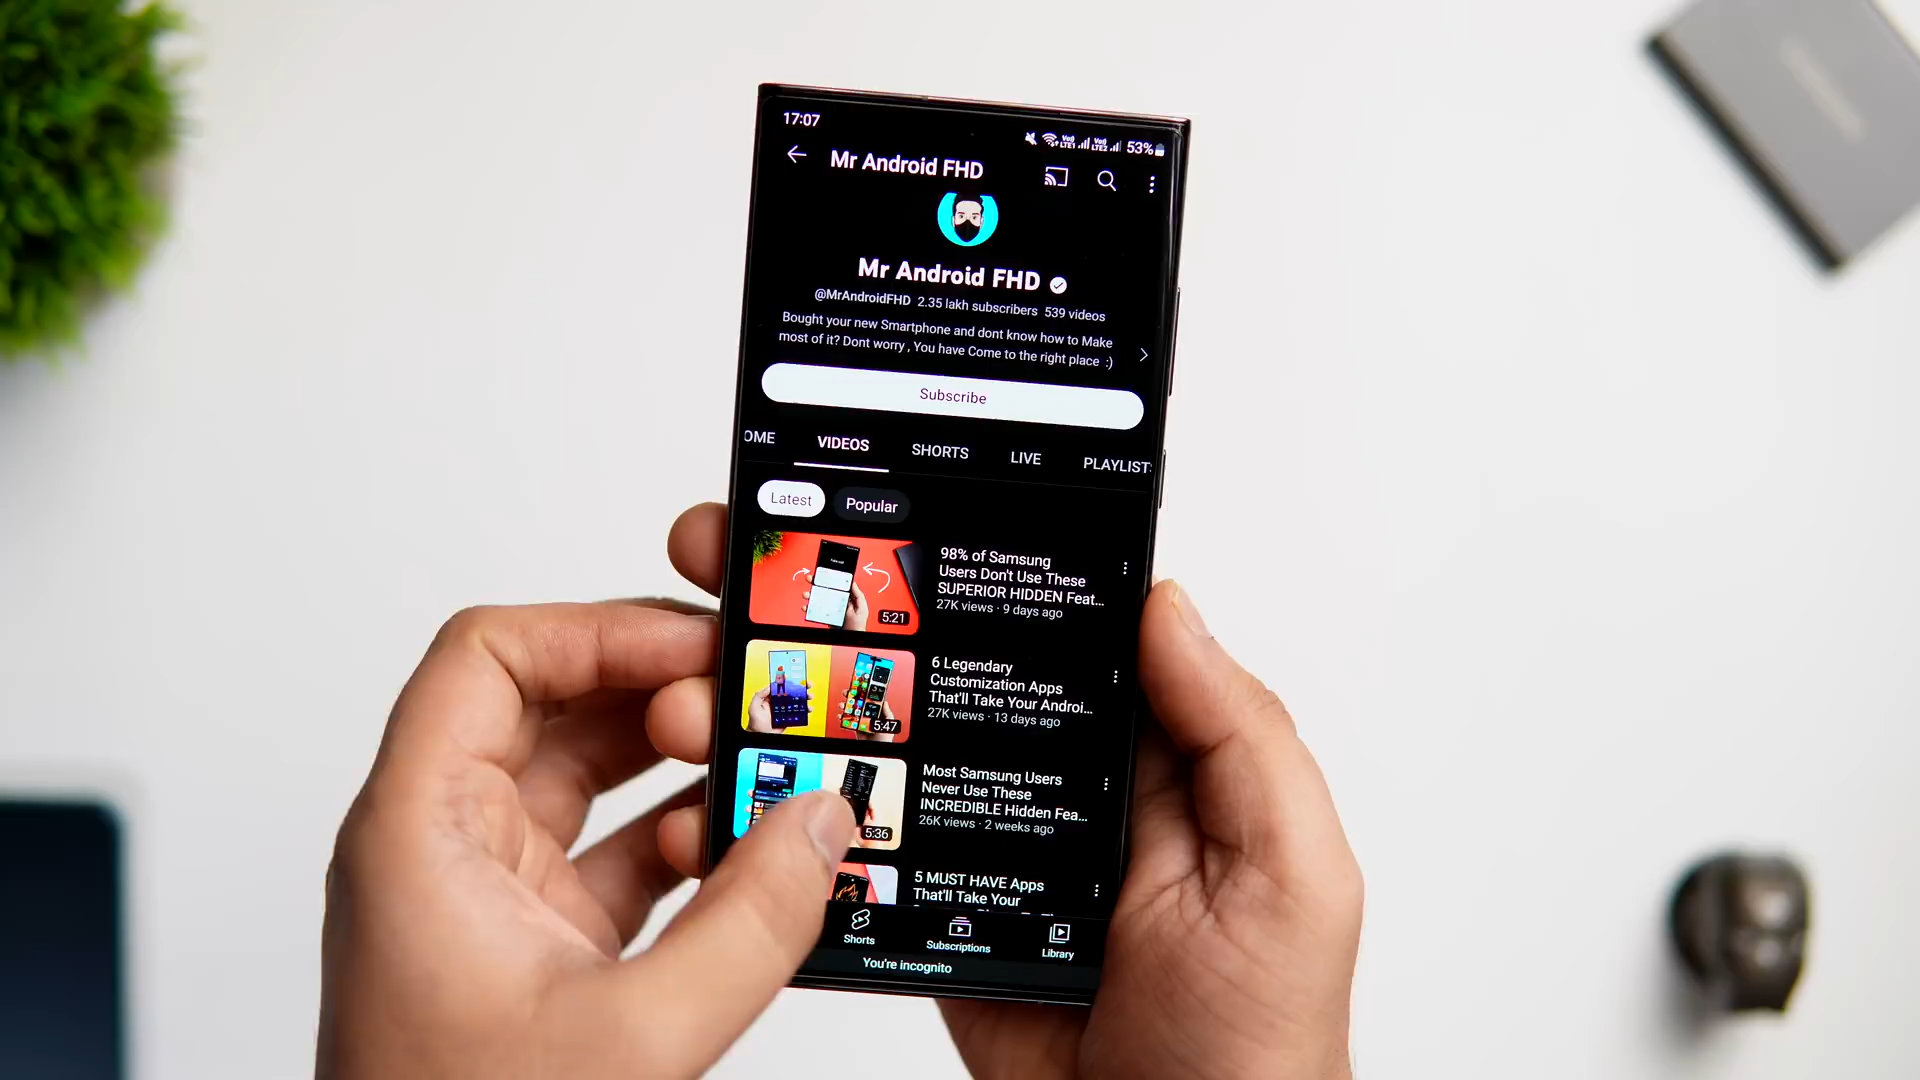 17:07
LTE1 LTE2 53%
Mr Android FHD
Mr Android FHD
@MrAndroidFHD 2.35 lakh subscribers 539 videos
Bought your new Smartphone and dont know how to Make
most of it? Dont worry , You have Come to the right place :)
Subscribe
OME VIDEOS SHORTS LIVE PLAYLISTS
Latest Popular
98% of Samsung
Users Don't Use These
SUPERIOR HIDDEN Feat...
27K views · 9 days ago
5:21
6 Legendary
Customization Apps
That'll Take Your Androi...
27K views · 13 days ago
5:47
Most Samsung Users
Never Use These
INCREDIBLE Hidden Fea...
26K views · 2 weeks ago
5:36
5 MUST HAVE Apps
That'll Take Your
Shorts Subscriptions Library
You're incognito